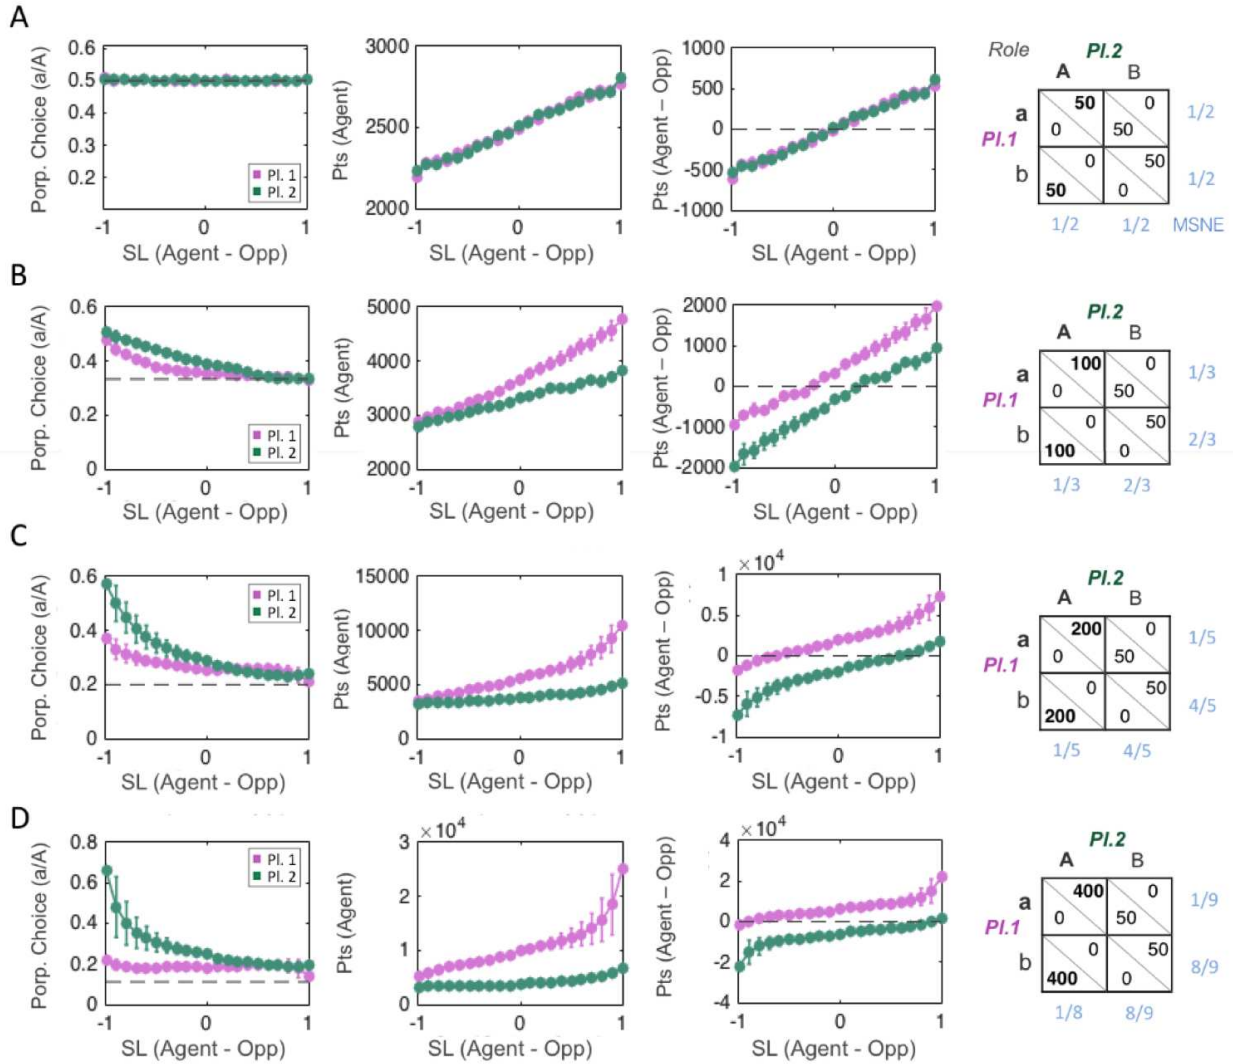 A
Porp. Choice (a/A)
0.6
0.5
0.4
0.3
0.2
Pl. 1
Pl. 2
-1 0 1
SL (Agent - Opp)
Pts (Agent)
3000
2500
2000
-1 0 1
SL (Agent - Opp)
Pts (Agent – Opp)
1000
500
0
-500
-1000
-1 0 1
SL (Agent - Opp)
Role Pl.2
A B
a 50 0 1/2
0 50
Pl.1
b 0 50 1/2
50 0
1/2 1/2 MSNE
B
Porp. Choice (a/A)
0.6
0.4
0.2
0
Pl. 1
Pl. 2
-1 0 1
SL (Agent - Opp)
Pts (Agent)
5000
4000
3000
2000
-1 0 1
SL (Agent - Opp)
Pts (Agent – Opp)
2000
1000
0
-1000
-2000
-1 0 1
SL (Agent - Opp)
Pl.2
A B
a 100 0 1/3
0 50
Pl.1
b 0 50 2/3
100 0
1/3 2/3
C
Porp. Choice (a/A)
0.6
0.4
0.2
0
Pl. 1
Pl. 2
-1 0 1
SL (Agent - Opp)
Pts (Agent)
15000
10000
5000
0
-1 0 1
SL (Agent - Opp)
Pts (Agent – Opp)
×10⁴
1
0.5
0
-0.5
-1
-1 0 1
SL (Agent - Opp)
Pl.2
A B
a 200 0 1/5
0 50
Pl.1
b 0 50 4/5
200 0
1/5 4/5
D
Porp. Choice (a/A)
0.8
0.6
0.4
0.2
0
Pl. 1
Pl. 2
-1 0 1
SL (Agent - Opp)
Pts (Agent)
×10⁴
3
2
1
0
-1 0 1
SL (Agent - Opp)
Pts (Agent – Opp)
×10⁴
4
2
0
-2
-4
-1 0 1
SL (Agent - Opp)
Pl.2
A B
a 400 0 1/9
0 50
Pl.1
b 0 50 8/9
400 0
1/8 8/9